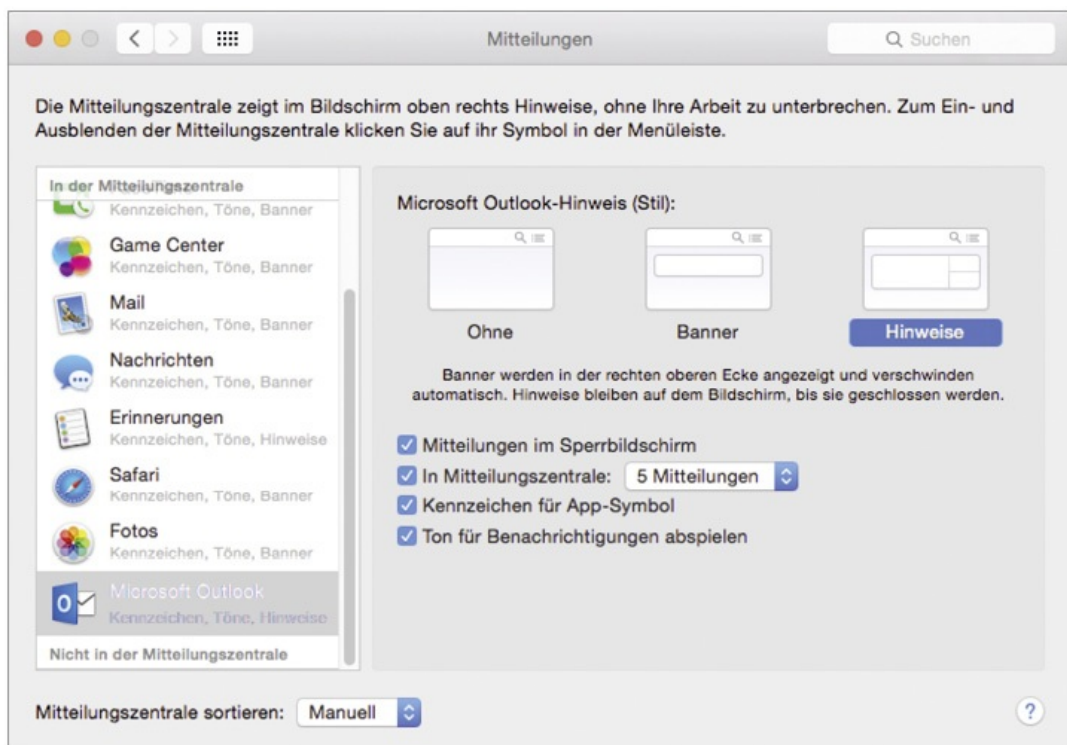 Mitteilungen
Suchen
Die Mitteilungszentrale zeigt im Bildschirm oben rechts Hinweise, ohne Ihre Arbeit zu unterbrechen. Zum Ein- und
Ausblenden der Mitteilungszentrale klicken Sie auf ihr Symbol in der Menüleiste.
In der Mitteilungszentrale
Kennzeichen, Töne, Banner
Game Center
Kennzeichen, Töne, Banner
Mail
Kennzeichen, Töne, Banner
Nachrichten
Kennzeichen, Töne, Banner
Erinnerungen
Kennzeichen, Töne, Hinweise
Safari
Kennzeichen, Töne, Banner
Fotos
Kennzeichen, Töne, Banner
Microsoft Outlook
Kennzeichen, Töne, Hinweise
Nicht in der Mitteilungszentrale
Microsoft Outlook-Hinweis (Stil):
Ohne
Banner
Hinweise
Banner werden in der rechten oberen Ecke angezeigt und verschwinden
automatisch. Hinweise bleiben auf dem Bildschirm, bis sie geschlossen werden.
Mitteilungen im Sperrbildschirm
In Mitteilungszentrale: 5 Mitteilungen
Kennzeichen für App-Symbol
Ton für Benachrichtigungen abspielen
Mitteilungszentrale sortieren: Manuell
?